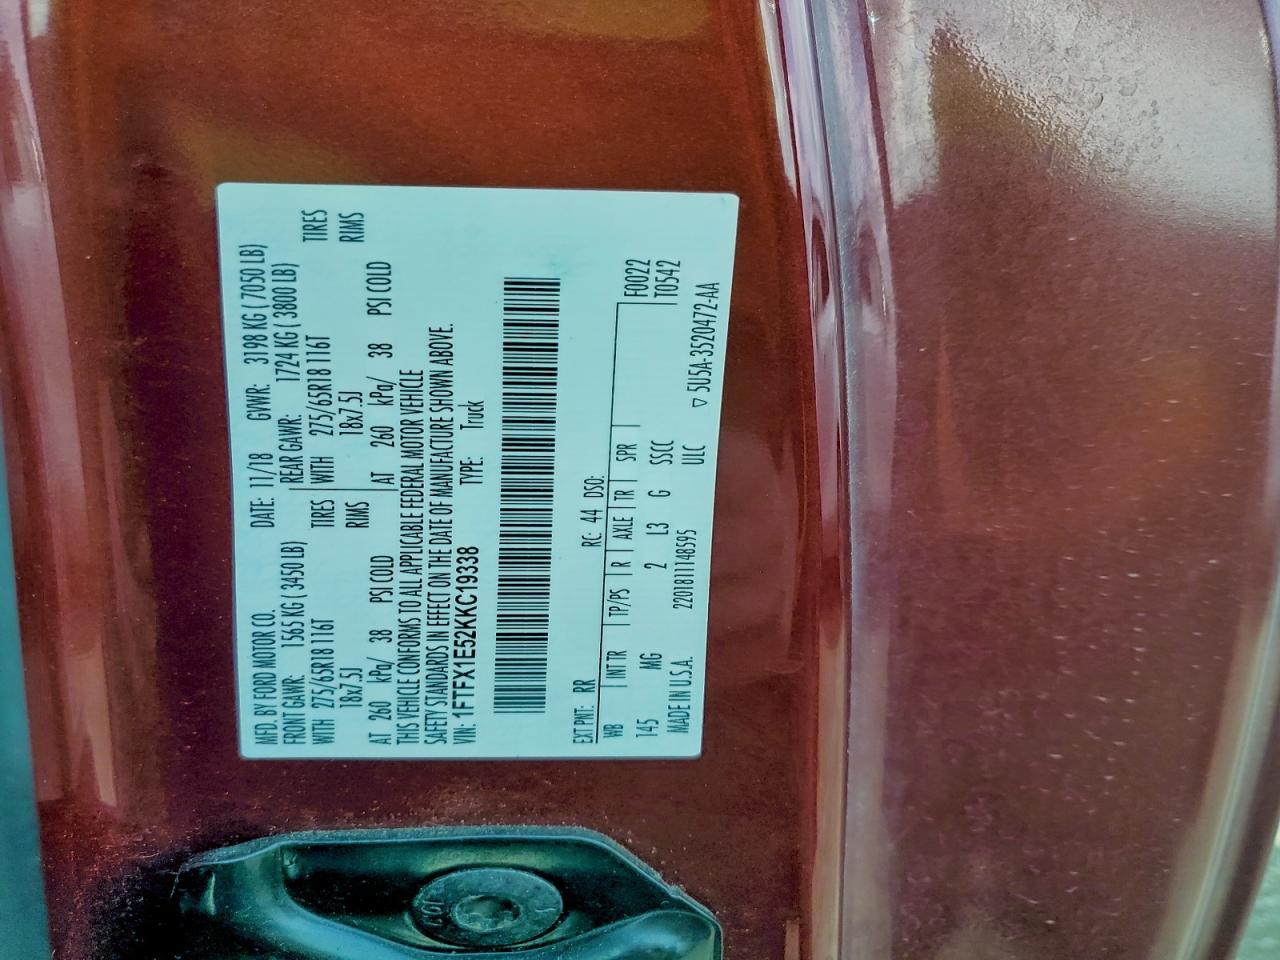 MFD. BY FORD MOTOR CO. DATE: 11/18 GVWR: 3198 KG ( 7050 LB)
FRONT GAWR: 1565 KG ( 3450 LB) REAR GAWR: 1724 KG ( 3800 LB)
WITH 275/65R18 116T TIRES WITH 275/65R18 116T TIRES
18x7.5J RIMS 18x7.5J RIMS
AT 260 kPa/ 38 PSI COLD AT 260 kPa/ 38 PSI COLD
THIS VEHICLE CONFORMS TO ALL APPLICABLE FEDERAL MOTOR VEHICLE
SAFETY STANDARDS IN EFFECT ON THE DATE OF MANUFACTURE SHOWN ABOVE.
VIN: 1FTFX1E52KKC19338 TYPE: Truck
EXT PNT: RR RC: 44 DSO:
WB INT TR TP/PS R AXLE TR SPR F0022
145 MG 2 L3 G SSCC T0542
MADE IN U.S.A. 2201811148595 ULC ▽ 5U5A-3520472-AA